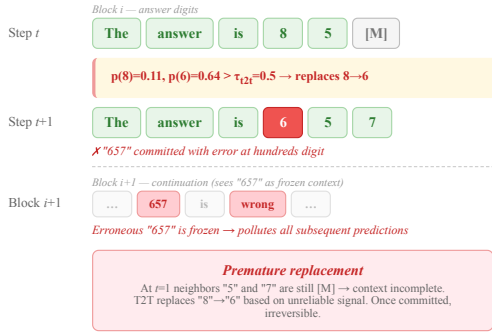 Block i — answer digits
Step t The answer is 8 5 [M]
p(8)=0.11, p(6)=0.64 > τt2t=0.5 → replaces 8→6
Step t+1 The answer is 6 5 7
✗ "657" committed with error at hundreds digit
Block i+1 — continuation (sees "657" as frozen context)
Block i+1 ... 657 is wrong ...
Erroneous "657" is frozen → pollutes all subsequent predictions
Premature replacement
At t=1 neighbors "5" and "7" are still [M] → context incomplete.
T2T replaces "8"→"6" based on unreliable signal. Once committed,
irreversible.